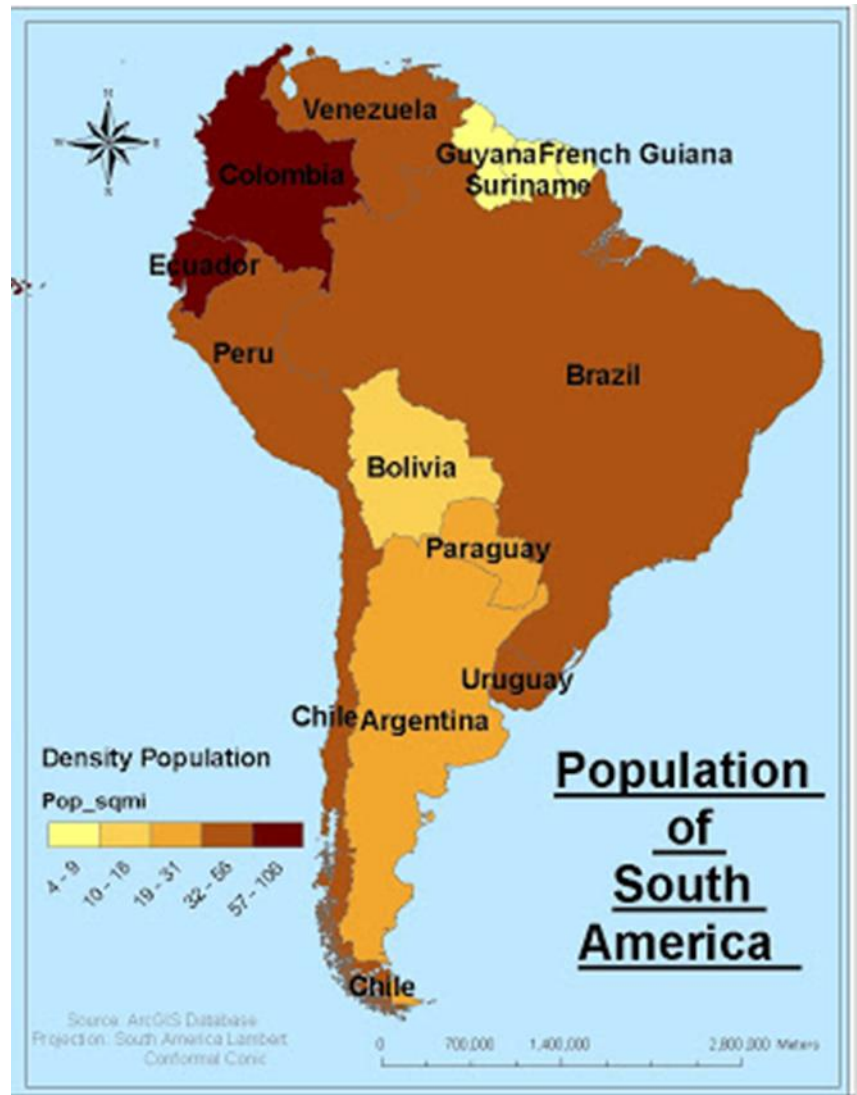 N
W
E
N
Venezuela
Guyana
French Guiana
Suriname
Colombia
Ecuador
Peru
Brazil
Bolivia
Paraguay
Uruguay
Chile
Argentina
Density Population
Pop_sqmi
4 - 9
10 - 18
19 - 31
32 - 56
57 - 100
Population
of
South
America
Chile
Source: ArcGIS Database
Projection: South America Lambert
Conformal Conic
0 700,000 1,400,000 2,800,000 Meters